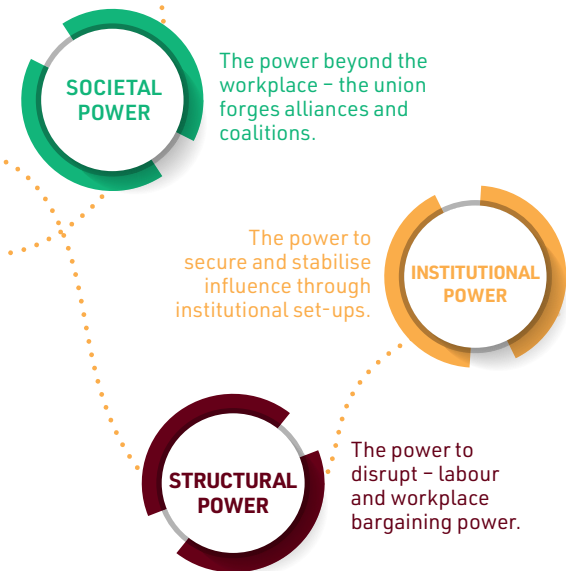 SOCIETAL
POWER
The power beyond the
workplace – the union
forges alliances and
coalitions.
The power to
secure and stabilise
influence through
institutional set-ups.
INSTITUTIONAL
POWER
STRUCTURAL
POWER
The power to
disrupt – labour
and workplace
bargaining power.